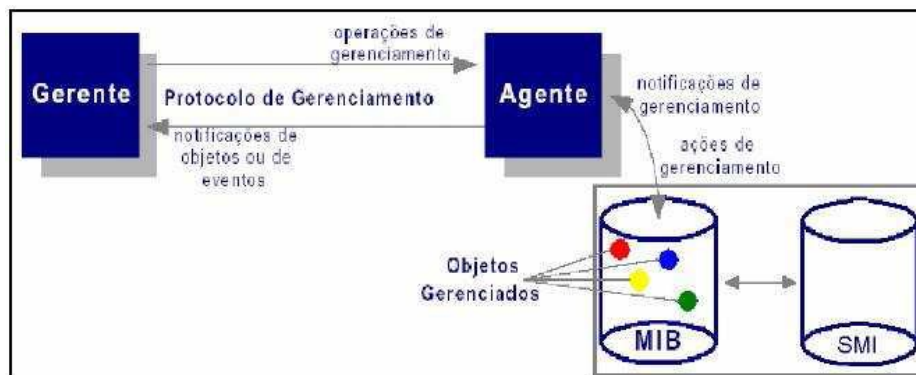 operações de
gerenciamento
Gerente
Protocolo de Gerenciamento
Agente
notificações de
objetos ou de
eventos
notificações de
gerenciamento
ações de
gerenciamento
Objetos
Gerenciados
MIB
SMI